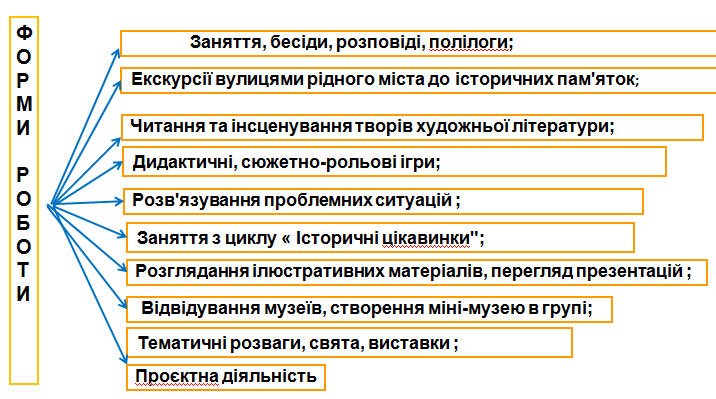 ФОРМИ РОБОТИ
Заняття, бесіди, розповіді, полілоги;
Екскурсії вулицями рідного міста до історичних пам'яток;
Читання та інсценування творів художньої літератури;
Дидактичні, сюжетно-рольові ігри;
Розв'язування проблемних ситуацій ;
Заняття з циклу « Історичні цікавинки";
Розглядання ілюстративних матеріалів, перегляд презентацій ;
Відвідування музеїв, створення міні-музею в групі;
Тематичні розваги, свята, виставки ;
Проєктна діяльність